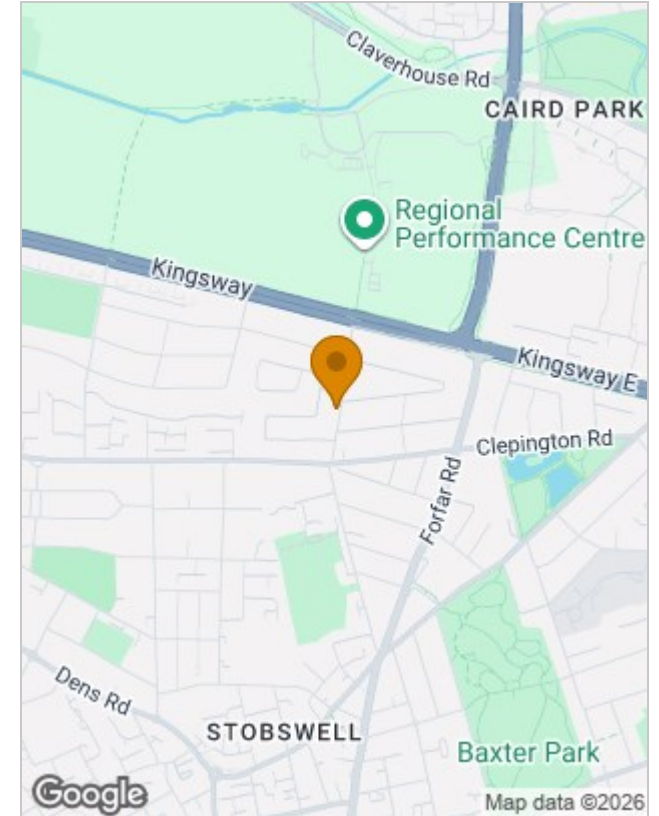 Claverhouse Rd
CAIRD PARK
Regional
Performance Centre
Kingsway
Kingsway E
Clepington Rd
Forfar Rd
Dens Rd
STOBSWELL
Baxter Park
Google
Map data ©2026